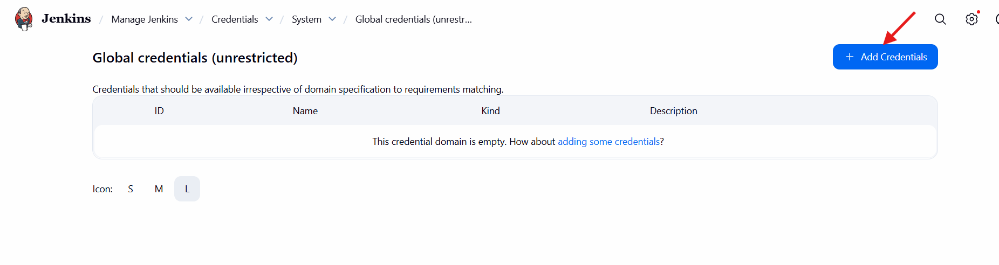 Jenkins / Manage Jenkins / Credentials / System / Global credentials (unrestr...
Global credentials (unrestricted)
+ Add Credentials
Credentials that should be available irrespective of domain specification to requirements matching.
ID Name Kind Description
This credential domain is empty. How about adding some credentials?
Icon: S M L